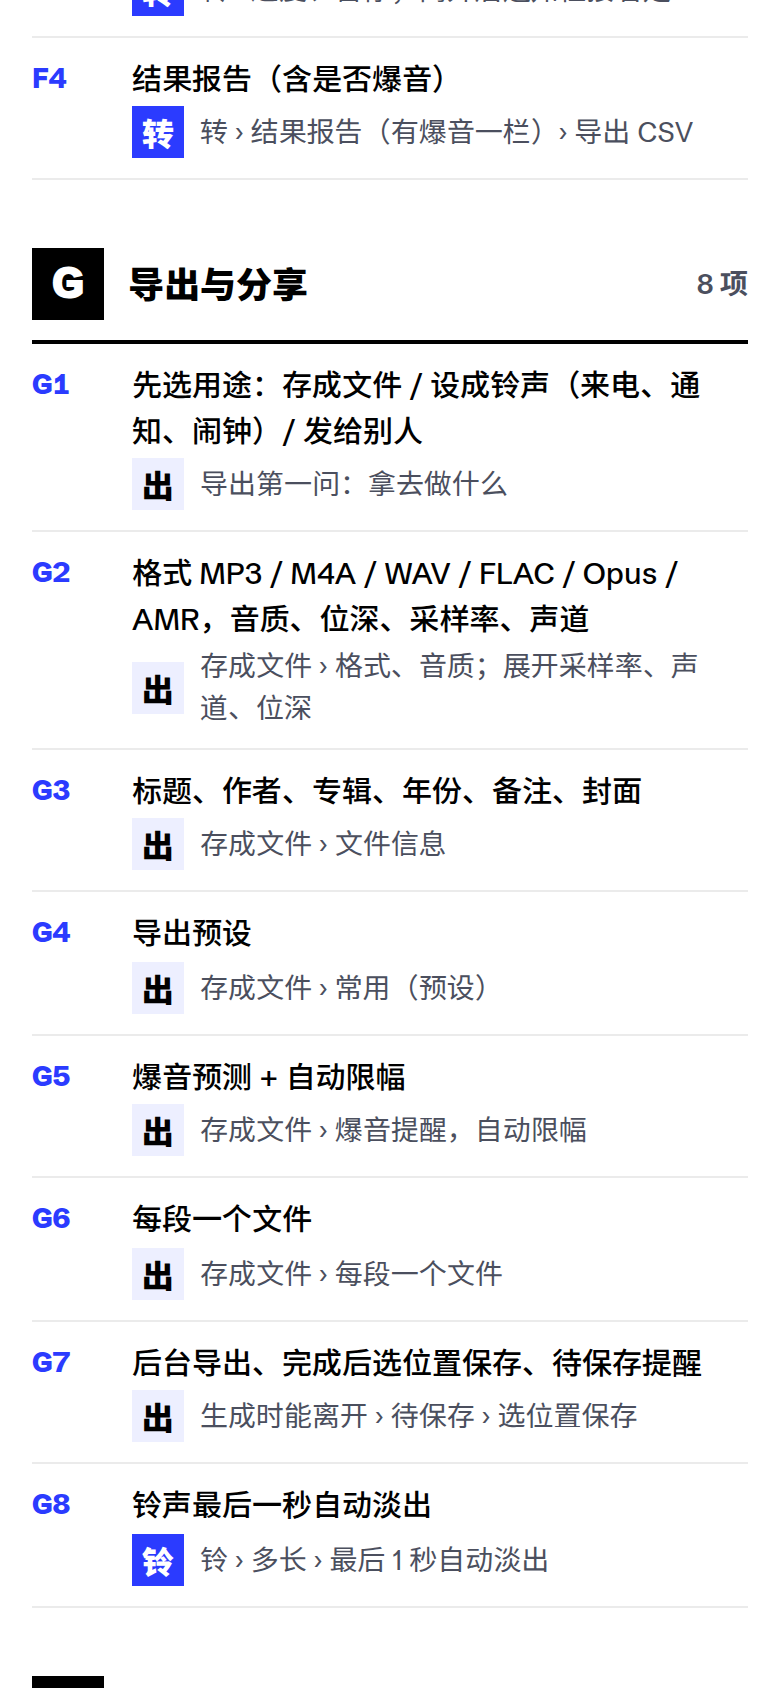 F4
结果报告（含是否爆音）
转 转 › 结果报告（有爆音一栏）› 导出 CSV
G 导出与分享 8 项
G1
先选用途：存成文件 / 设成铃声（来电、通
知、闹钟）/ 发给别人
出 导出第一问：拿去做什么
G2
格式 MP3 / M4A / WAV / FLAC / Opus /
AMR，音质、位深、采样率、声道
出 存成文件 › 格式、音质；展开采样率、声
道、位深
G3
标题、作者、专辑、年份、备注、封面
出 存成文件 › 文件信息
G4
导出预设
出 存成文件 › 常用（预设）
G5
爆音预测 + 自动限幅
出 存成文件 › 爆音提醒，自动限幅
G6
每段一个文件
出 存成文件 › 每段一个文件
G7
后台导出、完成后选位置保存、待保存提醒
出 生成时能离开 › 待保存 › 选位置保存
G8
铃声最后一秒自动淡出
铃 铃 › 多长 › 最后 1 秒自动淡出